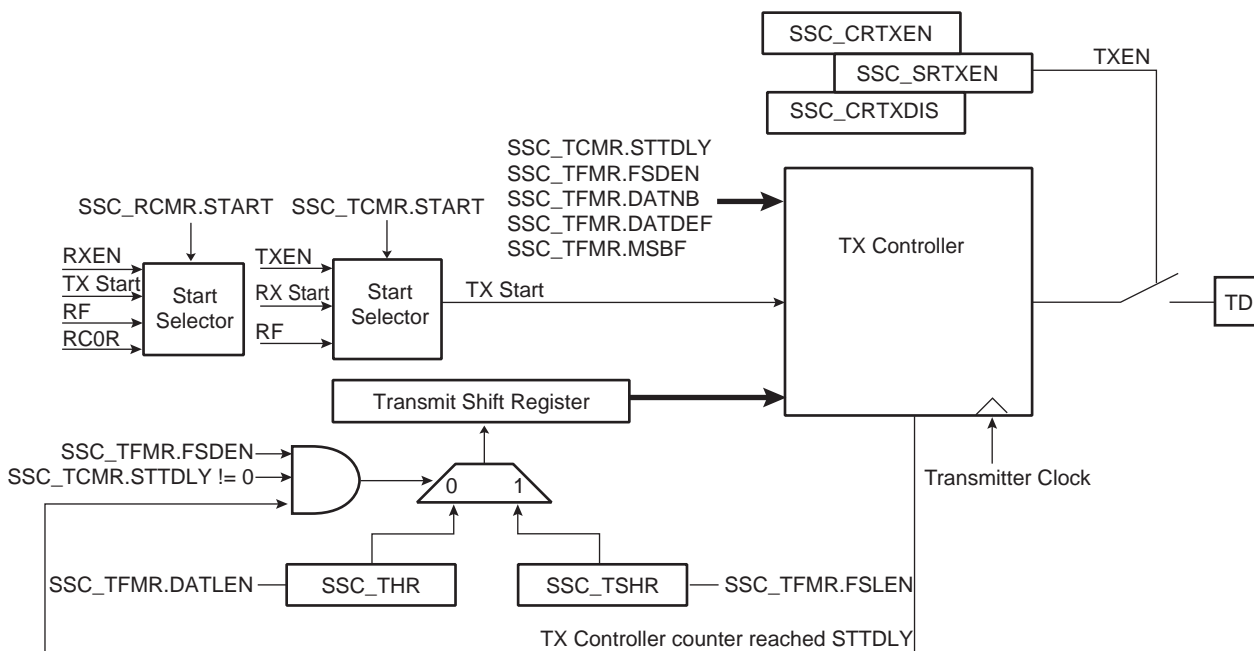 SSC_CRTXEN
SSC_SRTXEN
TXEN
SSC_CRTXDIS
SSC_TCMR.STTDLY
SSC_TFMR.FSDEN
SSC_TFMR.DATNB
SSC_TFMR.DATDEF
SSC_TFMR.MSBF
SSC_RCMR.START
SSC_TCMR.START
RXEN
TX Start
RF
RC0R
Start
Selector
TXEN
RX Start
RF
Start
Selector
TX Start
TX Controller
TD
Transmit Shift Register
Transmitter Clock
SSC_TFMR.FSDEN
SSC_TCMR.STTDLY != 0
0
1
SSC_TFMR.DATLEN
SSC_THR
SSC_TSHR
SSC_TFMR.FSLEN
TX Controller counter reached STTDLY